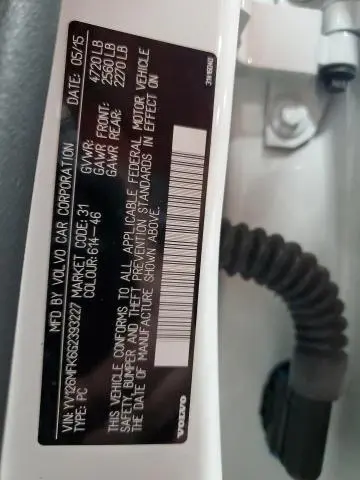 MFD BY VOLVO CAR CORPORATION DATE: 05/15
VIN: YV126MFK6G2393227 MARKET CODE: 31
TYPE: PC COLOUR: 614-46
GVWR: 4720 LB
GAWR FRONT: 2560 LB
GAWR REAR: 2270 LB
THIS VEHICLE CONFORMS TO ALL APPLICABLE FEDERAL MOTOR VEHICLE
SAFETY, BUMPER AND THEFT PREVENTION STANDARDS IN EFFECT ON
THE DATE OF MANUFACTURE SHOWN ABOVE.
VOLVO